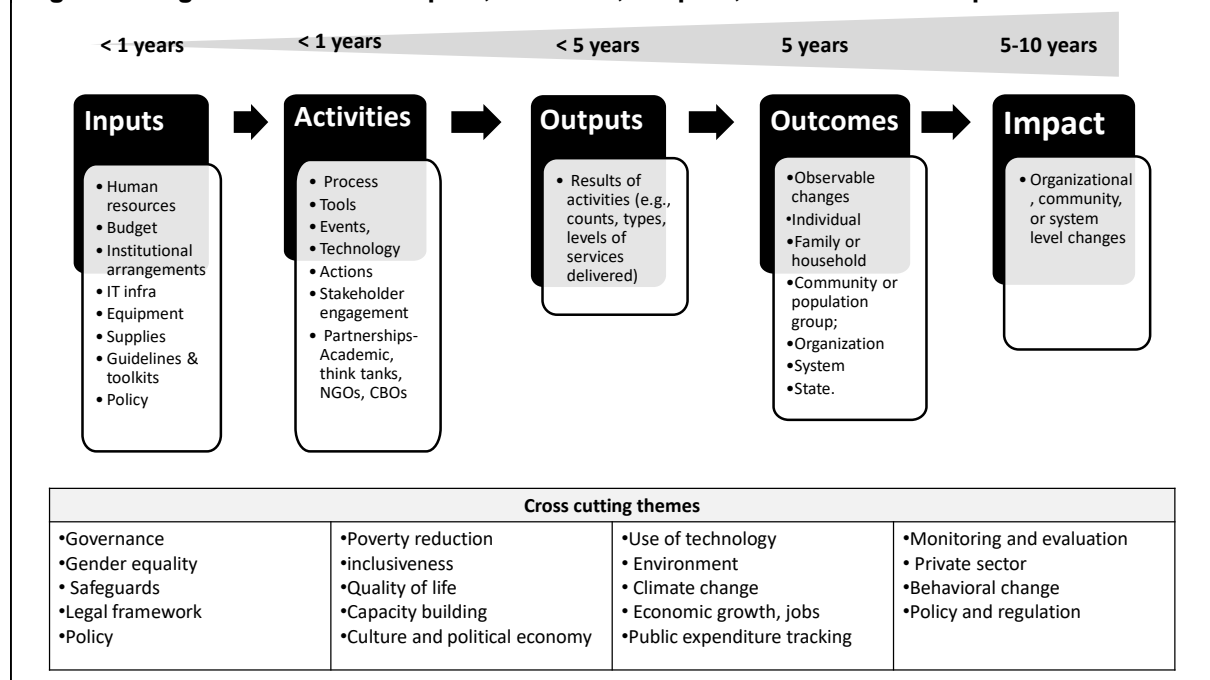 < 1 years
< 1 years
< 5 years
5 years
5-10 years
Inputs
• Human
resources
• Budget
• Institutional
arrangements
• IT infra
• Equipment
• Supplies
• Guidelines &
toolkits
• Policy
Activities
• Process
• Tools
• Events,
• Technology
• Actions
• Stakeholder
engagement
• Partnerships-
Academic,
think tanks,
NGOs, CBOs
Outputs
• Results of
activities (e.g.,
counts, types,
levels of
services
delivered)
Outcomes
•Observable
changes
•Individual
•Family or
household
•Community or
population
group;
•Organization
•System
•State.
Impact
• Organizational
, community,
or system
level changes
Cross cutting themes
•Governance
•Gender equality
• Safeguards
•Legal framework
•Policy
•Poverty reduction
•inclusiveness
•Quality of life
•Capacity building
•Culture and political economy
•Use of technology
• Environment
• Climate change
• Economic growth, jobs
•Public expenditure tracking
•Monitoring and evaluation
• Private sector
•Behavioral change
•Policy and regulation